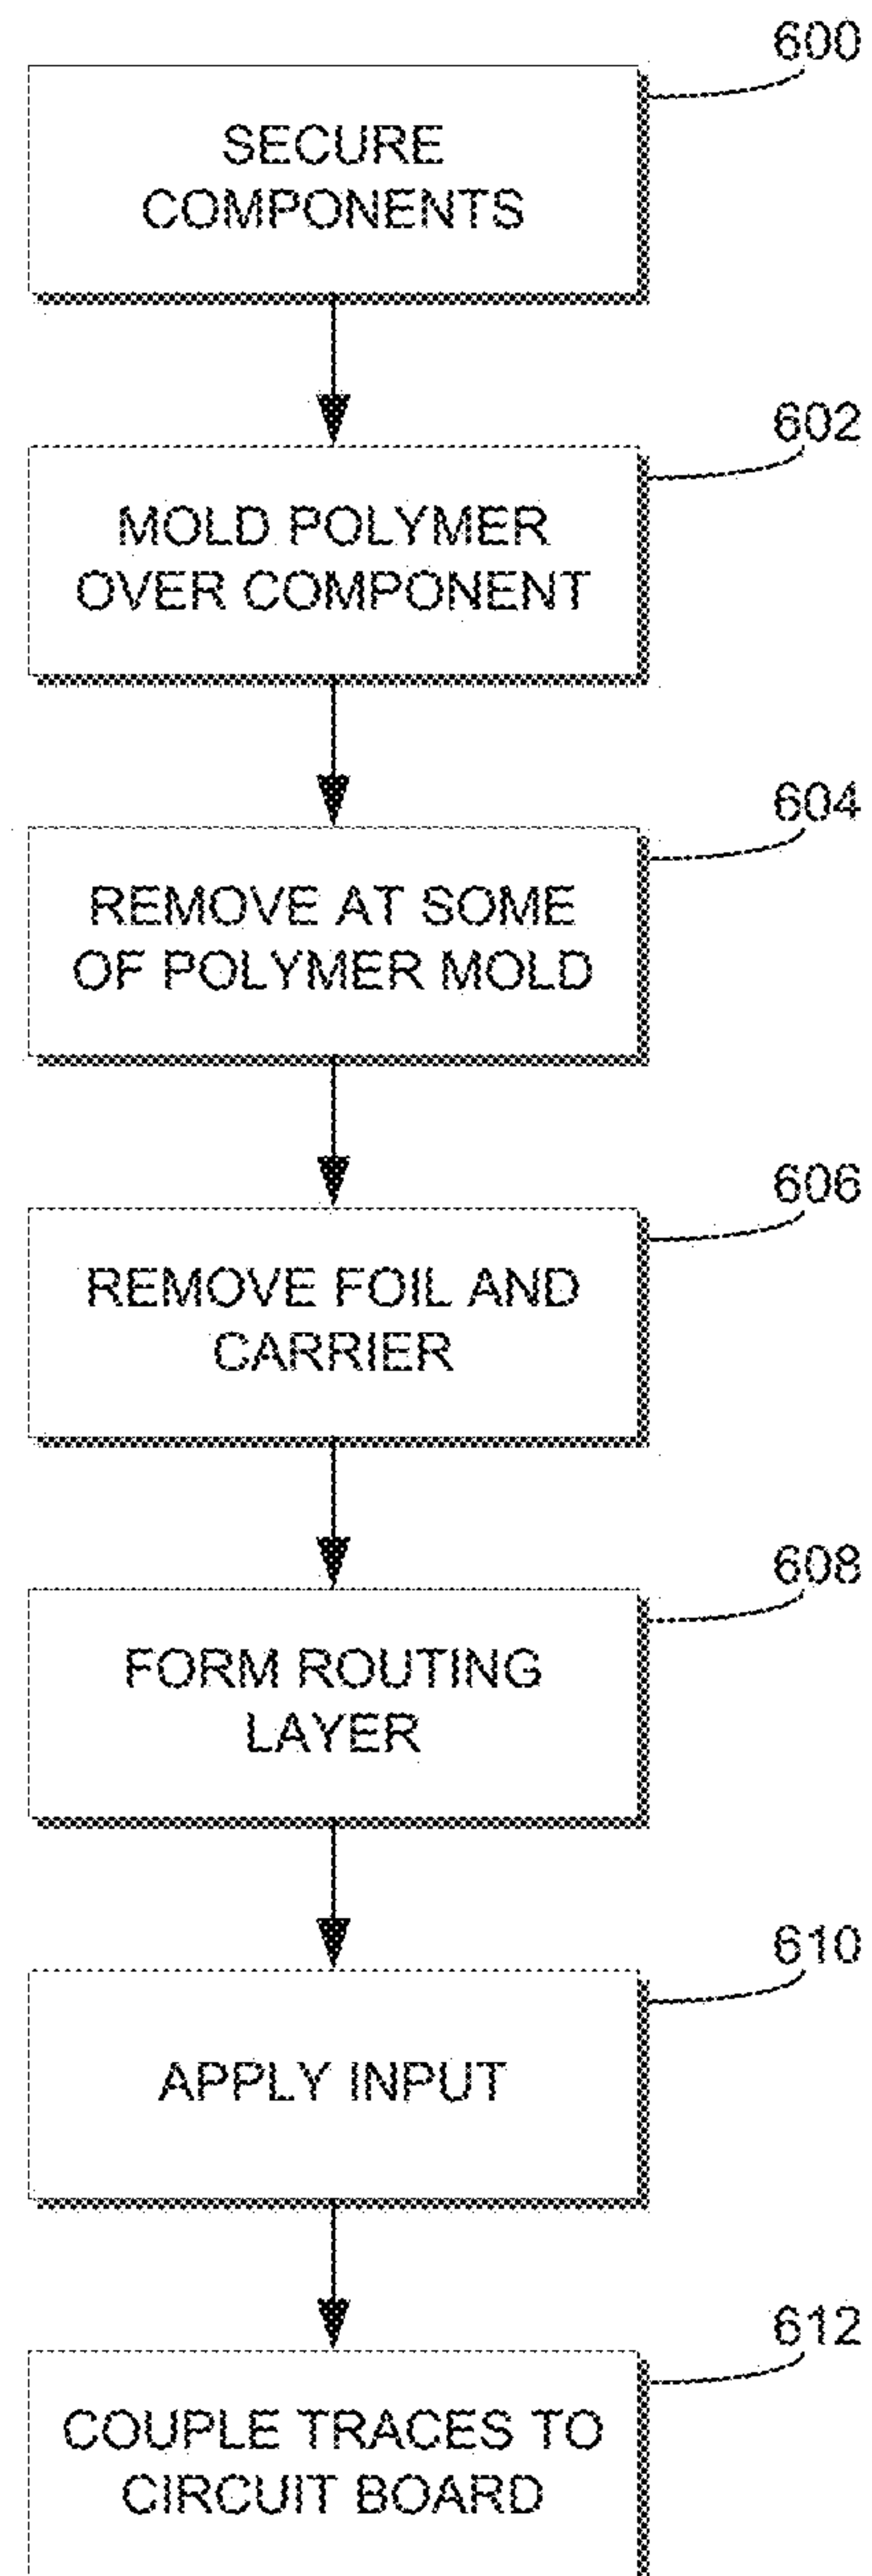 600
SECURE
COMPONENTS
602
MOLD POLYMER
OVER COMPONENT
604
REMOVE AT SOME
OF POLYMER MOLD
606
REMOVE FOIL AND
CARRIER
608
FORM ROUTING
LAYER
610
APPLY INPUT
612
COUPLE TRACES TO
CIRCUIT BOARD